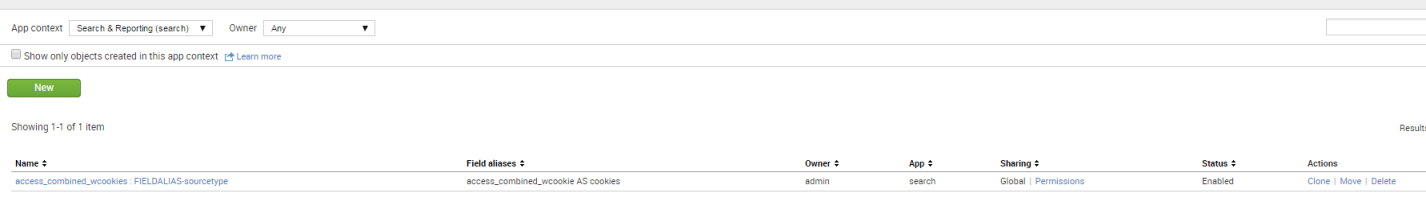 App context Search & Reporting (search) ▼ Owner Any ▼
Show only objects created in this app context Learn more
New
Showing 1-1 of 1 item Results
Name Field aliases Owner App Sharing Status Actions
access_combined_wcookies : FIELDALIAS-sourcetype access_combined_wcookie AS cookies admin search Global | Permissions Enabled Clone | Move | Delete